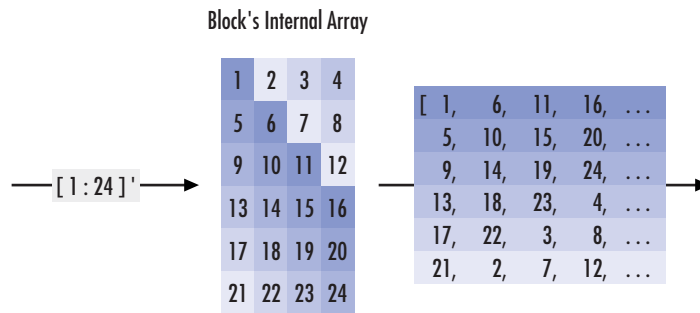 Block's Internal Array
1 2 3 4
5 6 7 8
9 10 11 12
13 14 15 16
17 18 19 20
21 22 23 24
[1:24]'
[ 1, 6, 11, 16, ...
5, 10, 15, 20, ...
9, 14, 19, 24, ...
13, 18, 23, 4, ...
17, 22, 3, 8, ...
21, 2, 7, 12, ...